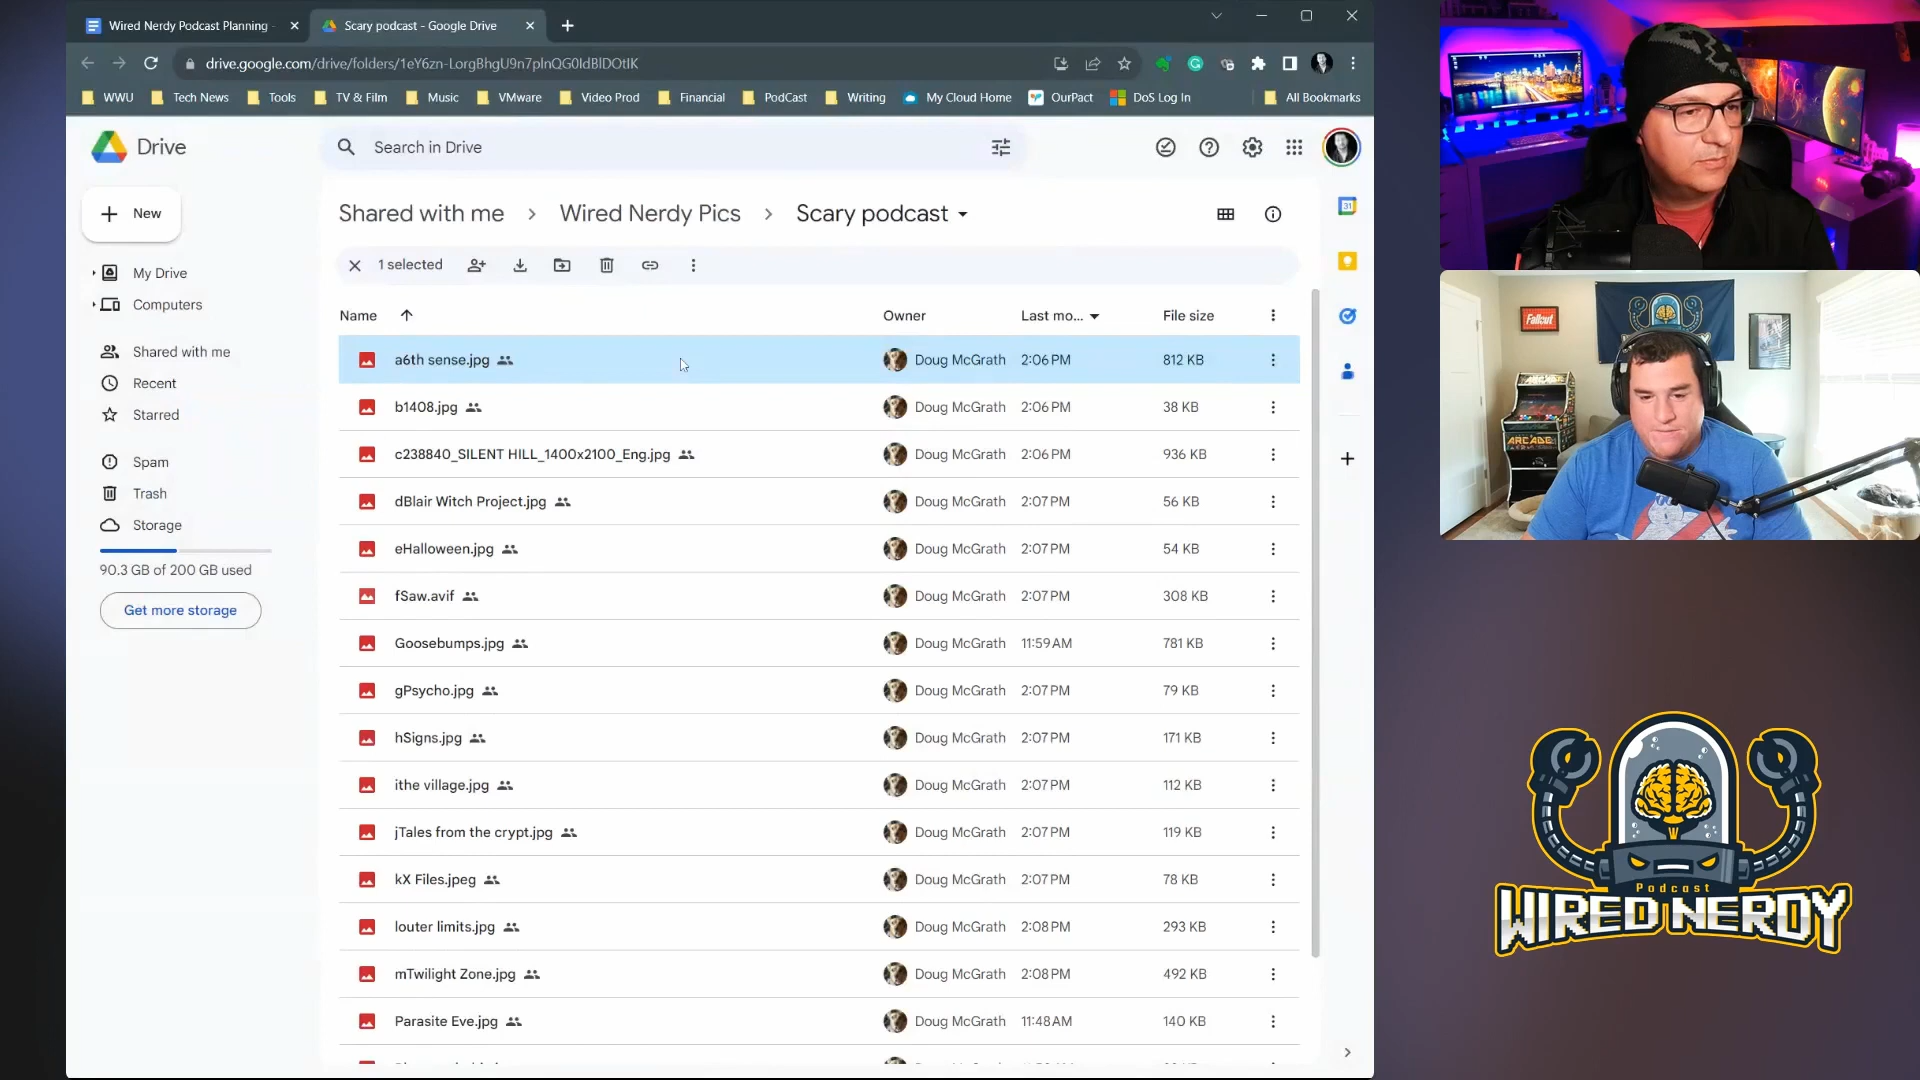 Wired Nerdy Podcast Planning
Scary podcast - Google Drive
drive.google.com/drive/folders/1eY6zn-LorgBhgU9n7plnQG0ldBlDOtlK
WWU
Tech News
Tools
TV & Film
Music
VMware
Video Prod
Financial
PodCast
Writing
My Cloud Home
OurPact
DoS Log In
All Bookmarks
Drive
Search in Drive
New
My Drive
Computers
Shared with me
Recent
Starred
Spam
Trash
Storage
90.3 GB of 200 GB used
Get more storage
Shared with me > Wired Nerdy Pics > Scary podcast
1 selected
Name Owner Last mo... File size
a6th sense.jpg Doug McGrath 2:06 PM 812 KB
b1408.jpg Doug McGrath 2:06 PM 38 KB
c238840_SILENT HILL_1400x2100_Eng.jpg Doug McGrath 2:06 PM 936 KB
dBlair Witch Project.jpg Doug McGrath 2:07 PM 56 KB
eHalloween.jpg Doug McGrath 2:07 PM 54 KB
fSaw.avif Doug McGrath 2:07 PM 308 KB
Goosebumps.jpg Doug McGrath 11:59 AM 781 KB
gPsycho.jpg Doug McGrath 2:07 PM 79 KB
hSigns.jpg Doug McGrath 2:07 PM 171 KB
ithe village.jpg Doug McGrath 2:07 PM 112 KB
jTales from the crypt.jpg Doug McGrath 2:07 PM 119 KB
kX Files.jpeg Doug McGrath 2:07 PM 78 KB
louter limits.jpg Doug McGrath 2:08 PM 293 KB
mTwilight Zone.jpg Doug McGrath 2:08 PM 492 KB
Parasite Eve.jpg Doug McGrath 11:48 AM 140 KB
31
Fallout
ARCADE
Podcast
WIRED NERDY